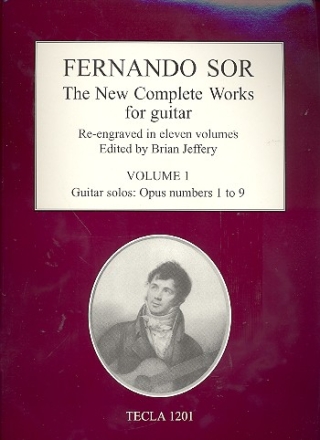 FERNANDO SOR
The New Complete Works
for guitar
Re-engraved in eleven volumes
Edited by Brian Jeffery
VOLUME 1
Guitar solos: Opus numbers 1 to 9
TECLA 1201